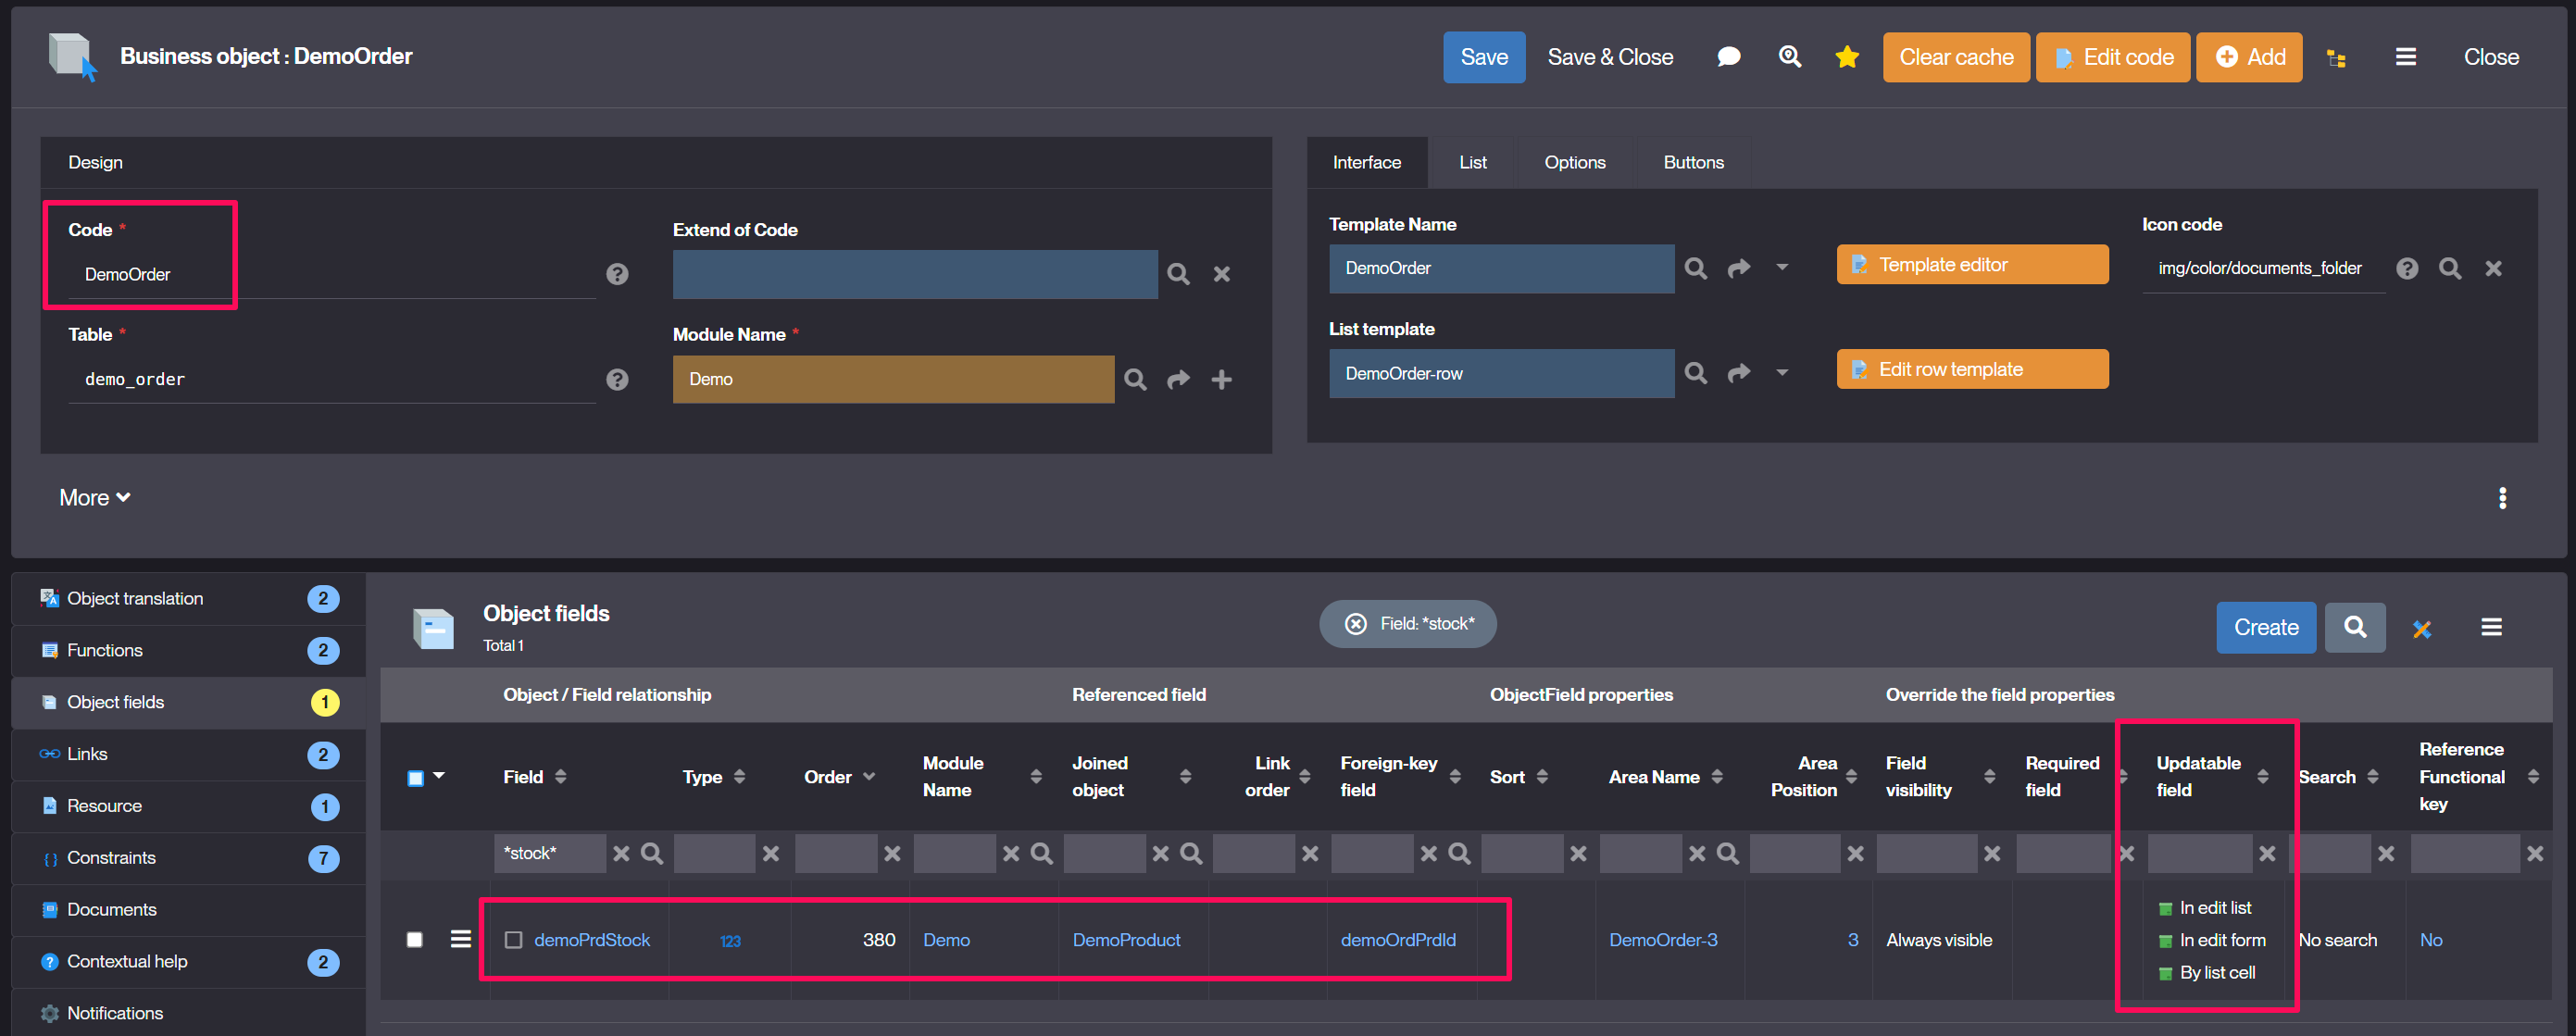 Business object : DemoOrder
Save
Save & Close
Clear cache
Edit code
Add
Close
Design
Code *
DemoOrder
Extend of Code
Table *
demo_order
Module Name *
Demo
Interface
List
Options
Buttons
Template Name
DemoOrder
Template editor
Icon code
img/color/documents_folder
List template
DemoOrder-row
Edit row template
More
Object translation 2
Functions 2
Object fields 1
Links 2
Resource 1
Constraints 7
Documents
Contextual help 2
Notifications
Object fields
Total 1
Field: *stock*
Create
Object / Field relationship
Referenced field
ObjectField properties
Override the field properties
Field
Type
Order
Module
Name
Joined
object
Link
order
Foreign-key
field
Sort
Area Name
Area
Position
Field
visibility
Required
field
Updatable
field
Search
Reference
Functional
key
*stock*
demoPrdStock
123
380
Demo
DemoProduct
demoOrdPrdId
DemoOrder-3
3
Always visible
In edit list
In edit form
By list cell
No search
No